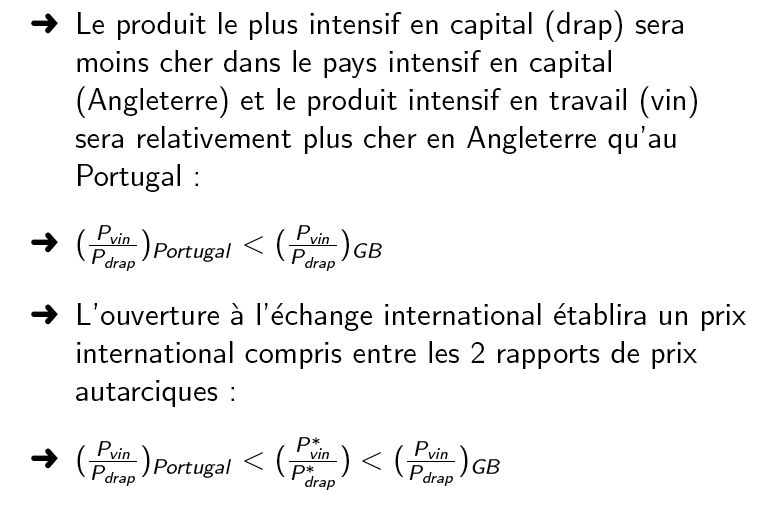 ➜ Le produit le plus intensif en capital (drap) sera
moins cher dans le pays intensif en capital
(Angleterre) et le produit intensif en travail (vin)
sera relativement plus cher en Angleterre qu'au
Portugal :
➜ $(\frac{P_{vin}}{P_{drap}})_{Portugal} < (\frac{P_{vin}}{P_{drap}})_{GB}$
➜ L'ouverture à l'échange international établira un prix
international compris entre les 2 rapports de prix
autarciques :
➜ $(\frac{P_{vin}}{P_{drap}})_{Portugal} < (\frac{P^*_{vin}}{P^*_{drap}}) < (\frac{P_{vin}}{P_{drap}})_{GB}$